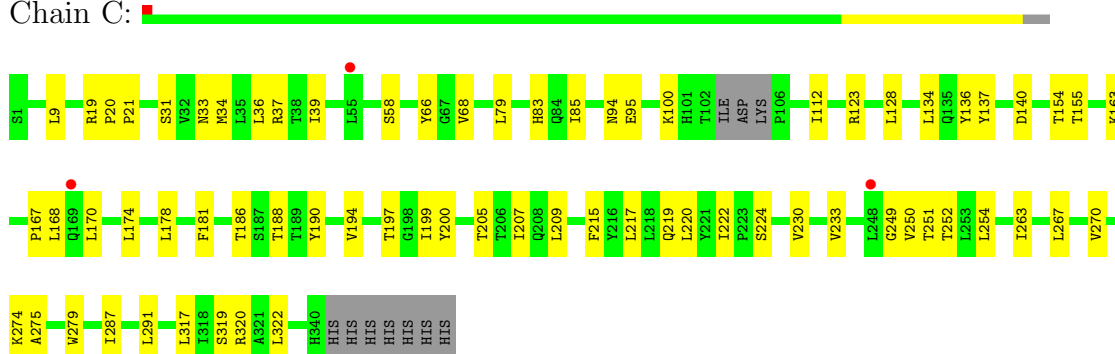 Chain C:
S1 L9 R19 P20 P21 S31 V32 N33 M34 L35 L36 R37 T38 I39 L55 S58 Y66 G67 V68 L79 H83 Q84 I85 N94 E95 K100 H101 T102 ILE ASP LYS P106 I112 R123 L128 L134 Q135 Y136 Y137 D140 T154 T155 K163
P167 L168 Q169 L170 L174 L178 F181 T186 S187 T188 T189 Y190 V194 T197 G198 I199 Y200 T205 T206 I207 Q208 L209 F215 Y216 L217 L218 Q219 L220 Y221 I222 P223 S224 V230 V233 L248 G249 V250 T251 T252 L253 L254 I263 L267 V270
K274 A275 W279 I287 L291 L317 I318 S319 R320 A321 L322 H340 HIS HIS HIS HIS HIS HIS HIS